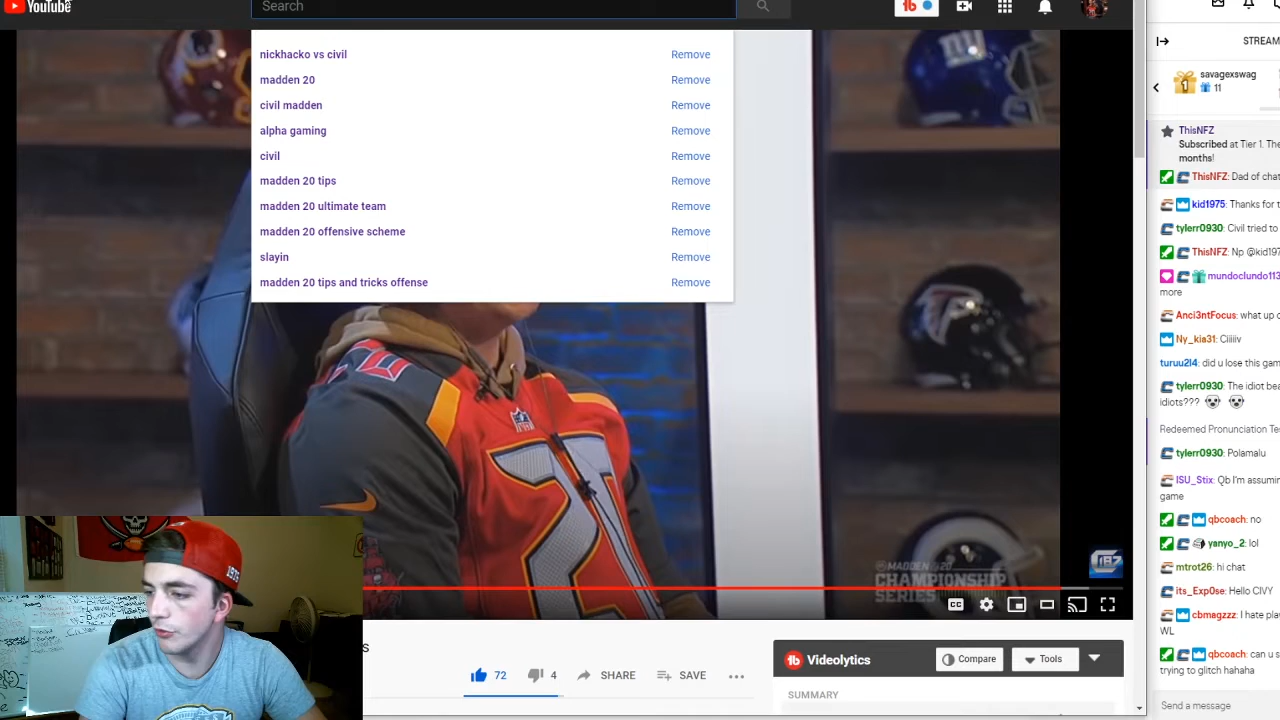 YouTube
Search
nickhacko vs civil Remove
madden 20 Remove
civil madden Remove
alpha gaming Remove
civil Remove
madden 20 tips Remove
madden 20 ultimate team Remove
madden 20 offensive scheme Remove
slayin Remove
madden 20 tips and tricks offense Remove
MADDEN 20
CHAMPIONSHIP
SERIES
CC
s
72 4 SHARE SAVE
Videolytics Compare Tools
SUMMARY
STREAM
1 savagexswag
11
ThisNFZ
Subscribed at Tier 1. The
months!
ThisNFZ: Dad of chat
kid1975: Thanks for t
tylerr0930: Civil tried to
ThisNFZ: Np @kid197
mundoclundo113
more
Anci3ntFocus: what up c
Ny_kia31: Ciiiiiv
turuu2l4: did u lose this gam
tylerr0930: The idiot bea
idiots???
Redeemed Pronunciation Te
tylerr0930: Polamalu
ISU_Stix: Qb I'm assumin
game
qbcoach: no
yanyo_2: lol
mtrot26: hi chat
its_Exp0se: Hello CIVY
cbmagzzz: I hate pla
WL
qbcoach: can u s
trying to glitch hahaha
Send a message